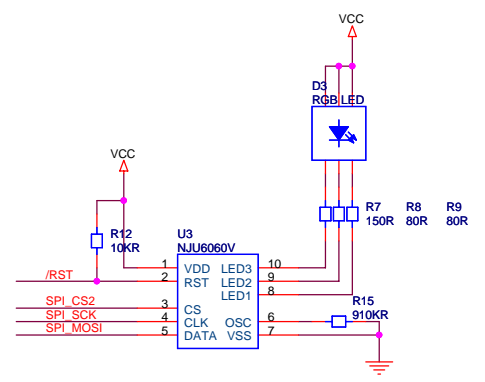 VCC
D3
RGB LED
VCC
R7 R8 R9
150R 80R 80R
R12
10KR
U3
NJU6060V
/RST
1 VDD LED3 10
2 RST LED2 9
LED1 8
SPI_CS2 3 CS
R15
910KR
SPI_SCK 4 CLK OSC 6
SPI_MOSI 5 DATA VSS 7